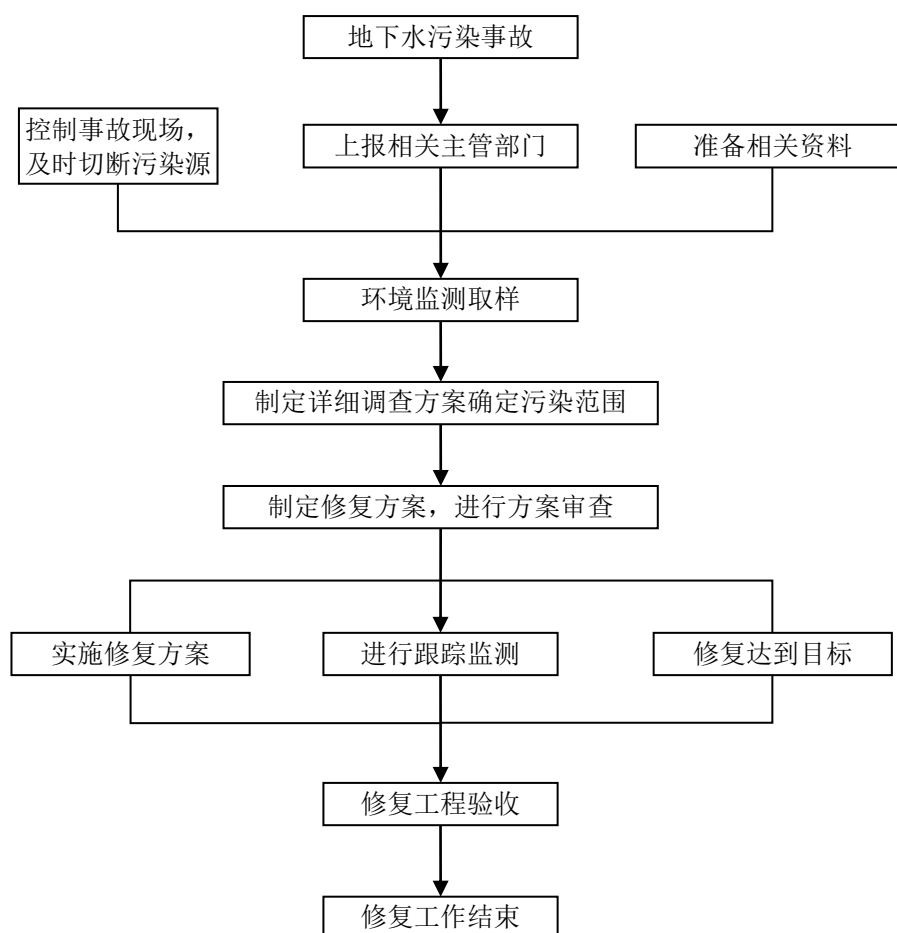 地下水污染事故
控制事故现场，
及时切断污染源
上报相关主管部门
准备相关资料
环境监测取样
制定详细调查方案确定污染范围
制定修复方案，进行方案审查
实施修复方案
进行跟踪监测
修复达到目标
修复工程验收
修复工作结束